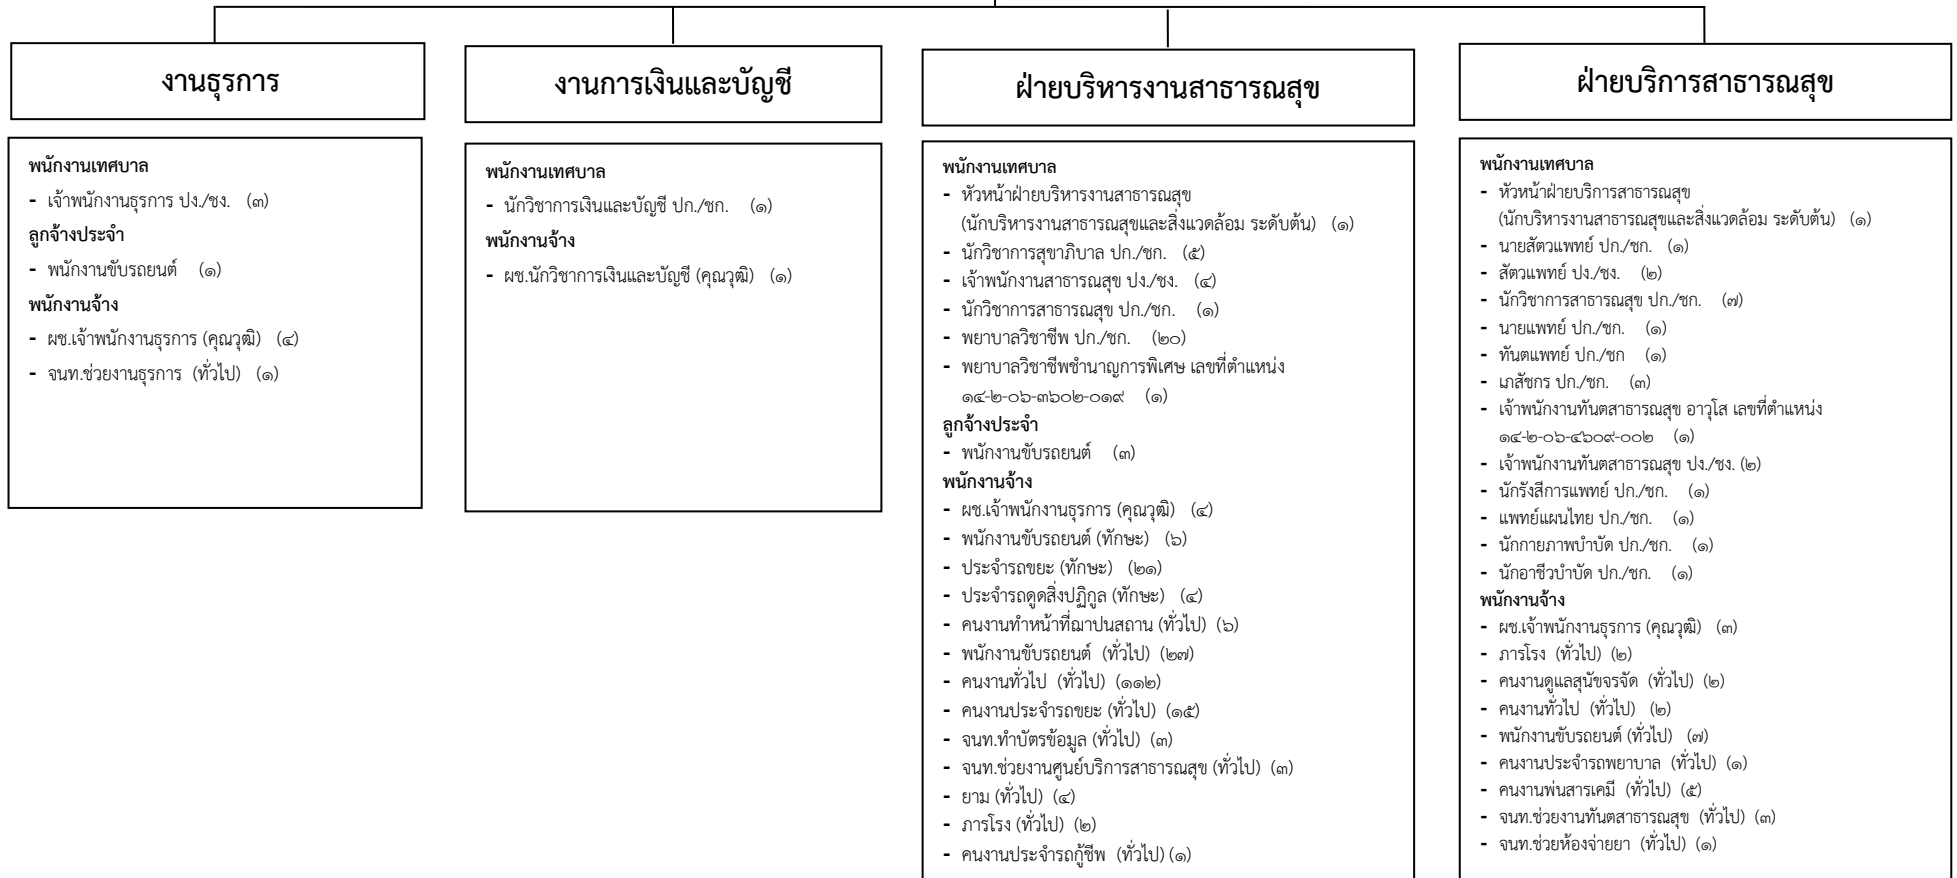 งานธุรการ
พนักงานเทศบาล
- เจ้าพนักงานธุรการ ปง./ชง. (๓)
ลูกจ้างประจำ
- พนักงานขับรถยนต์ (๑)
พนักงานจ้าง
- ผช.เจ้าพนักงานธุรการ (คุณวุฒิ) (๔)
- จนท.ช่วยงานธุรการ (ทั่วไป) (๑)
งานการเงินและบัญชี
พนักงานเทศบาล
- นักวิชาการเงินและบัญชี ปก./ชก. (๑)
พนักงานจ้าง
- ผช.นักวิชาการเงินและบัญชี (คุณวุฒิ) (๑)
ฝ่ายบริหารงานสาธารณสุข
พนักงานเทศบาล
- หัวหน้าฝ่ายบริหารงานสาธารณสุข
(นักบริหารงานสาธารณสุขและสิ่งแวดล้อม ระดับต้น) (๑)
- นักวิชาการสุขาภิบาล ปก./ชก. (๕)
- เจ้าพนักงานสาธารณสุข ปง./ชง. (๔)
- นักวิชาการสาธารณสุข ปก./ชก. (๑)
- พยาบาลวิชาชีพ ปก./ชก. (๒๐)
- พยาบาลวิชาชีพชำนาญการพิเศษ เลขที่ตำแหน่ง
๑๔-๒-๐๖-๓๖๐๒-๐๑๙ (๑)
ลูกจ้างประจำ
- พนักงานขับรถยนต์ (๓)
พนักงานจ้าง
- ผช.เจ้าพนักงานธุรการ (คุณวุฒิ) (๔)
- พนักงานขับรถยนต์ (ทักษะ) (๖)
- ประจำรถขยะ (ทักษะ) (๒๑)
- ประจำรถดูดสิ่งปฏิกูล (ทักษะ) (๔)
- คนงานทำหน้าที่ฌาปนสถาน (ทั่วไป) (๖)
- พนักงานขับรถยนต์ (ทั่วไป) (๒๗)
- คนงานทั่วไป (ทั่วไป) (๑๑๒)
- คนงานประจำรถขยะ (ทั่วไป) (๑๕)
- จนท.ทำบัตรข้อมูล (ทั่วไป) (๓)
- จนท.ช่วยงานศูนย์บริการสาธารณสุข (ทั่วไป) (๓)
- ยาม (ทั่วไป) (๔)
- ภารโรง (ทั่วไป) (๒)
- คนงานประจำรถกู้ชีพ (ทั่วไป) (๑)
ฝ่ายบริการสาธารณสุข
พนักงานเทศบาล
- หัวหน้าฝ่ายบริการสาธารณสุข
(นักบริหารงานสาธารณสุขและสิ่งแวดล้อม ระดับต้น) (๑)
- นายสัตวแพทย์ ปก./ชก. (๑)
- สัตวแพทย์ ปง./ชง. (๒)
- นักวิชาการสาธารณสุข ปก./ชก. (๗)
- นายแพทย์ ปก./ชก. (๑)
- ทันตแพทย์ ปก./ชก (๑)
- เภสัชกร ปก./ชก. (๓)
- เจ้าพนักงานทันตสาธารณสุข อาวุโส เลขที่ตำแหน่ง
๑๔-๒-๐๖-๔๖๐๙-๐๐๒ (๑)
- เจ้าพนักงานทันตสาธารณสุข ปง./ชง. (๒)
- นักรังสีการแพทย์ ปก./ชก. (๑)
- แพทย์แผนไทย ปก./ชก. (๑)
- นักกายภาพบำบัด ปก./ชก. (๑)
- นักอาชีวบำบัด ปก./ชก. (๑)
พนักงานจ้าง
- ผช.เจ้าพนักงานธุรการ (คุณวุฒิ) (๓)
- ภารโรง (ทั่วไป) (๒)
- คนงานดูแลสุนัขจรจัด (ทั่วไป) (๒)
- คนงานทั่วไป (ทั่วไป) (๒)
- พนักงานขับรถยนต์ (ทั่วไป) (๗)
- คนงานประจำรถพยาบาล (ทั่วไป) (๑)
- คนงานพ่นสารเคมี (ทั่วไป) (๕)
- จนท.ช่วยงานทันตสาธารณสุข (ทั่วไป) (๓)
- จนท.ช่วยห้องจ่ายยา (ทั่วไป) (๑)